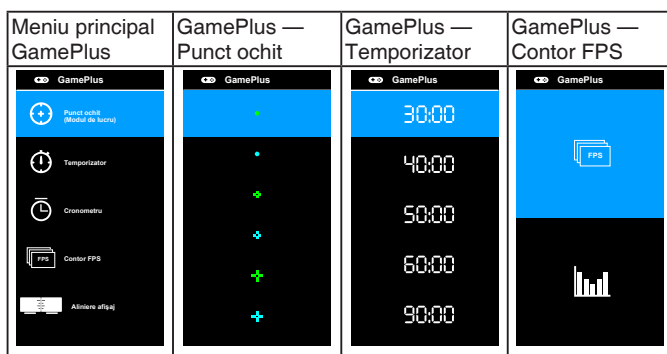 Meniu principal
GamePlus
GamePlus —
Punct ochit
GamePlus —
Temporizator
GamePlus —
Contor FPS
GamePlus
Punct ochit
(Modul de lucru)
Temporizator
Cronometru
FPS
Contor FPS
Aliniere afişaj
GamePlus
GamePlus
30:00
40:00
50:00
60:00
90:00
GamePlus
FPS